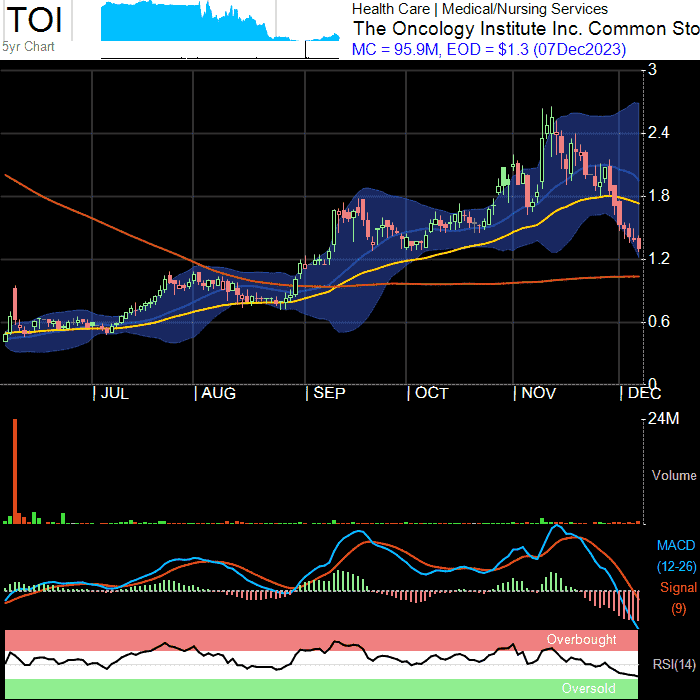 TOI
5yr Chart
Health Care | Medical/Nursing Services
The Oncology Institute Inc. Common Sto
MC = 95.9M, EOD = $1.3 (07Dec2023)
3
2.4
1.8
1.2
0.6
0
| JUL | AUG | SEP | OCT | NOV | DEC
24M
Volume
MACD
(12-26)
Signal
(9)
Overbought
RSI(14)
Oversold